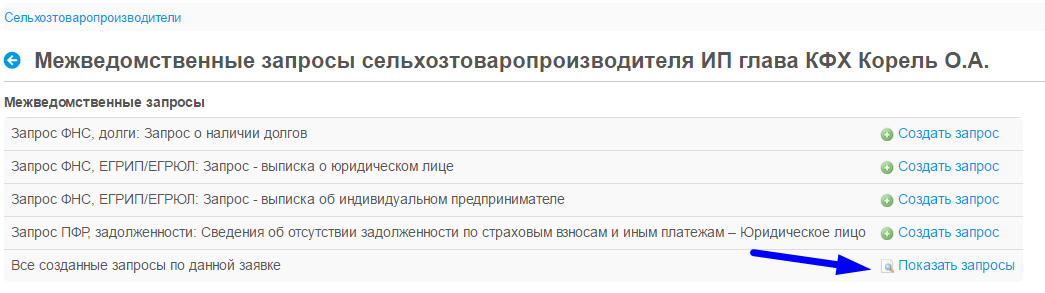 Сельхозтоваропроизводители
Межведомственные запросы сельхозтоваропроизводителя ИП глава КФХ Корель О.А.
Межведомственные запросы
Запрос ФНС, долги: Запрос о наличии долгов Создать запрос
Запрос ФНС, ЕГРИП/ЕГРЮЛ: Запрос - выписка о юридическом лице Создать запрос
Запрос ФНС, ЕГРИП/ЕГРЮЛ: Запрос - выписка об индивидуальном предпринимателе Создать запрос
Запрос ПФР, задолженности: Сведения об отсутствии задолженности по страховым взносам и иным платежам – Юридическое лицо Создать запрос
Все созданные запросы по данной заявке Показать запросы